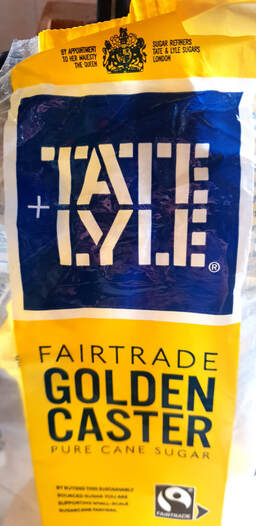 BY APPOINTMENT
TO HER MAJESTY
THE QUEEN
SUGAR REFINERS
TATE & LYLE SUGARS
LONDON
TATE
+
LYLE®
FAIRTRADE
GOLDEN
CASTER
PURE CANE SUGAR
BY BUYING THIS SUSTAINABLY
SOURCED SUGAR YOU ARE
SUPPORTING SMALL-SCALE
SUGARCANE FARMERS.
FAIRTRADE